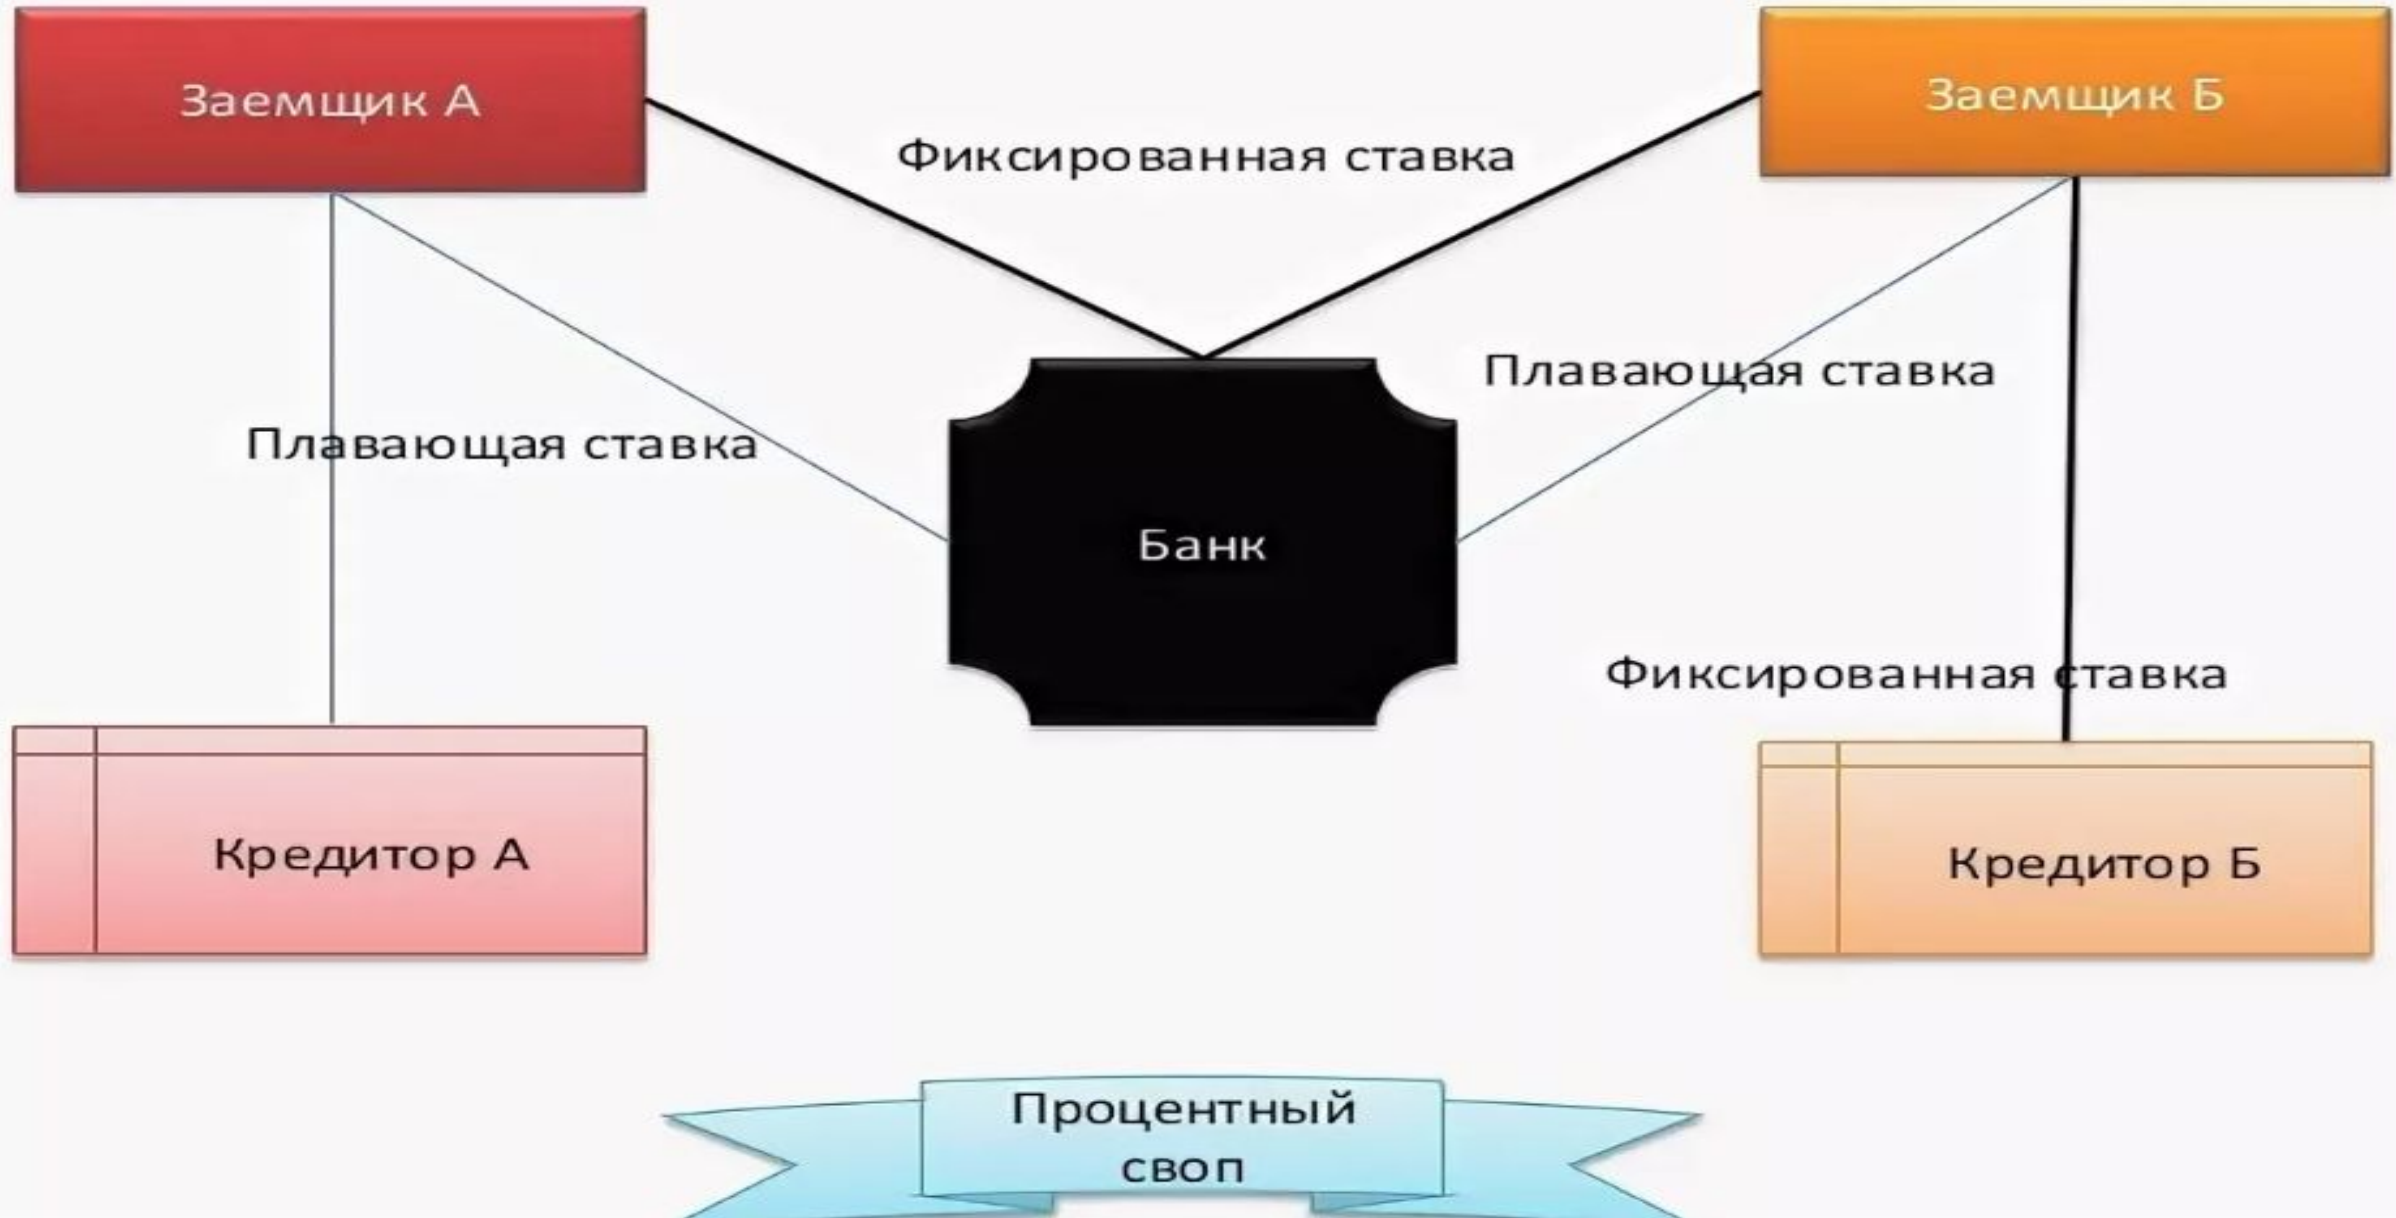 Заемщик А
Заемщик Б
Фиксированная ставка
Плавающая ставка
Плавающая ставка
Банк
Фиксированная ставка
Кредитор А
Кредитор Б
Процентный
своп